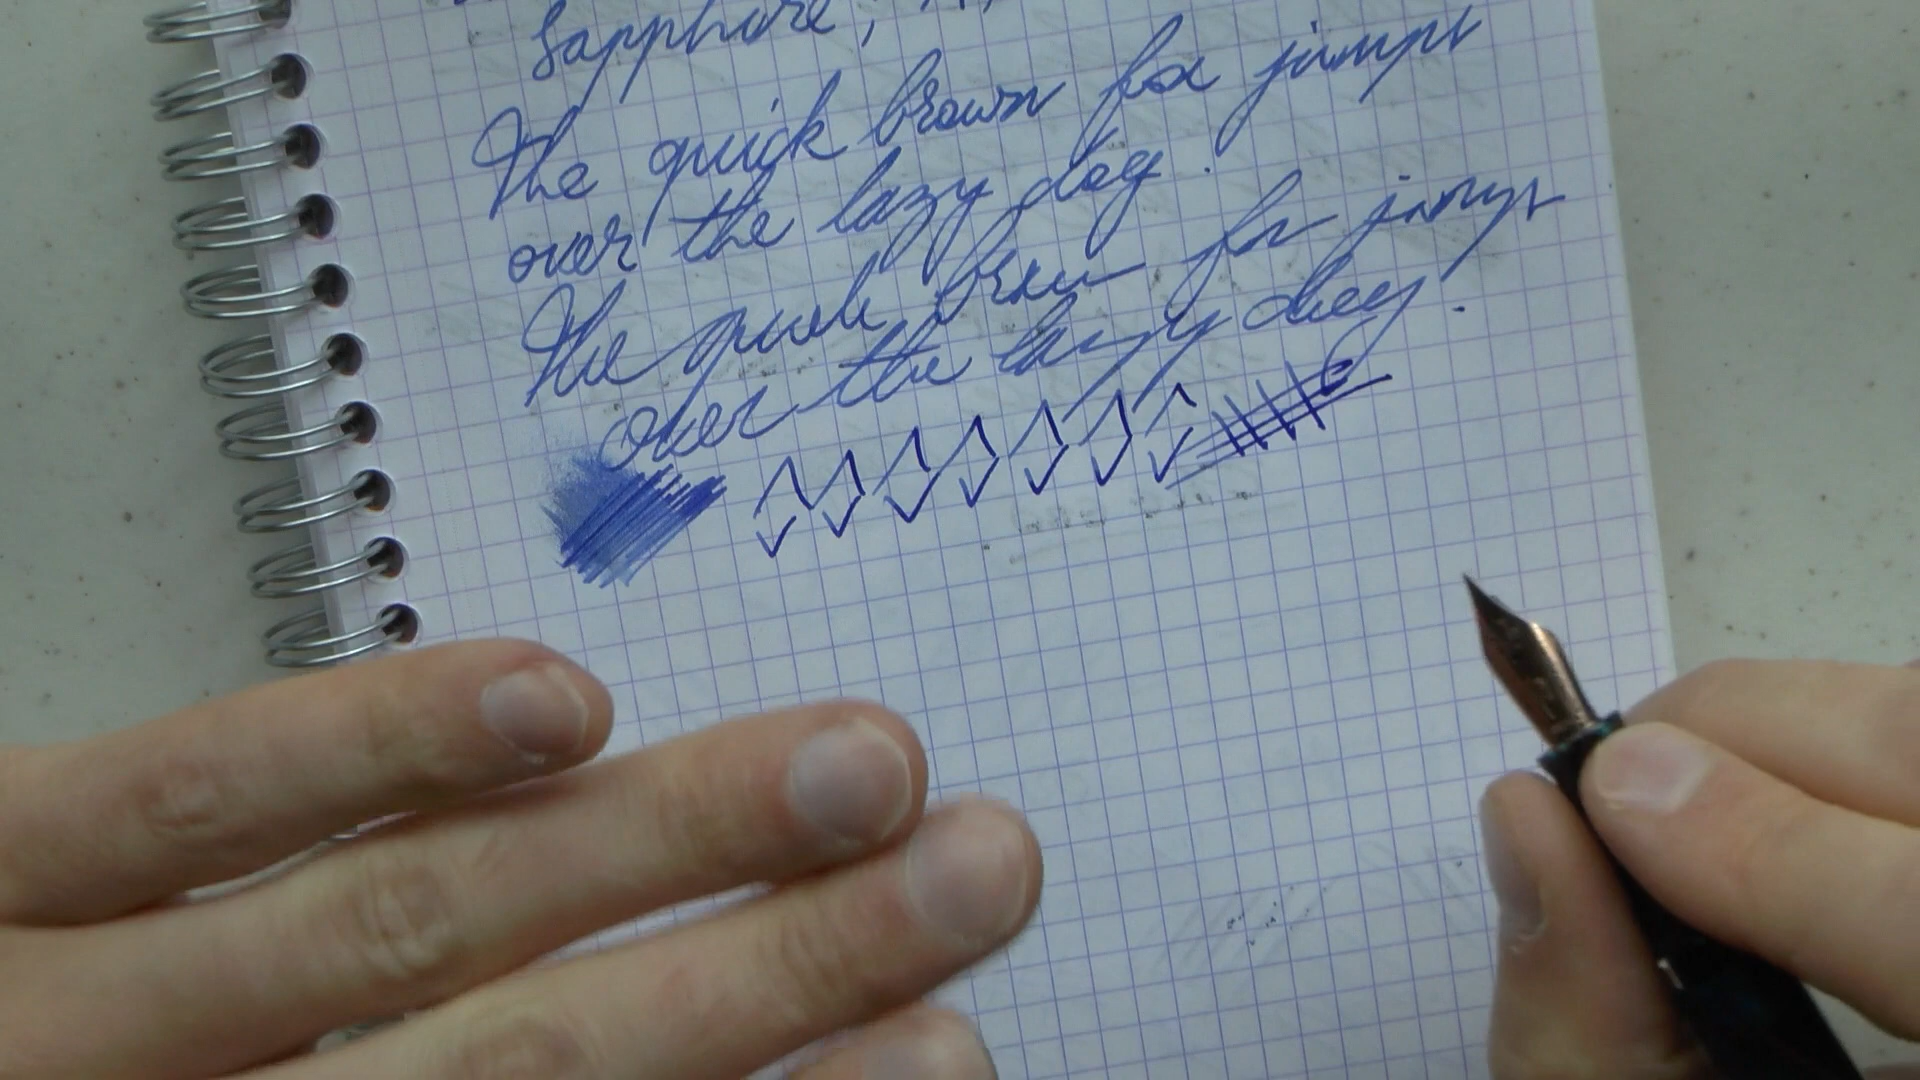 Sapphire,
The quick brown fox jumps
over the lazy dog.
The quick brown fox jumps
over the lazy dog.